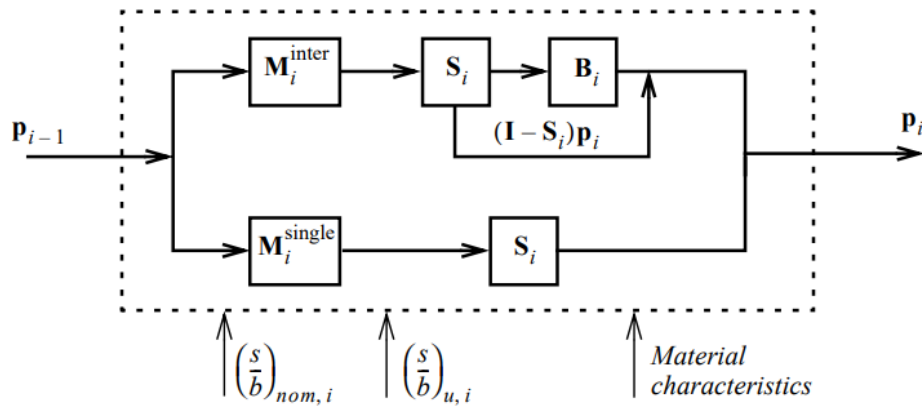 M_i^inter S_i B_i
p_{i−1} (I − S_i)p_i p_i
M_i^single S_i
(s/b)_{nom, i} (s/b)_{u, i} Material
characteristics